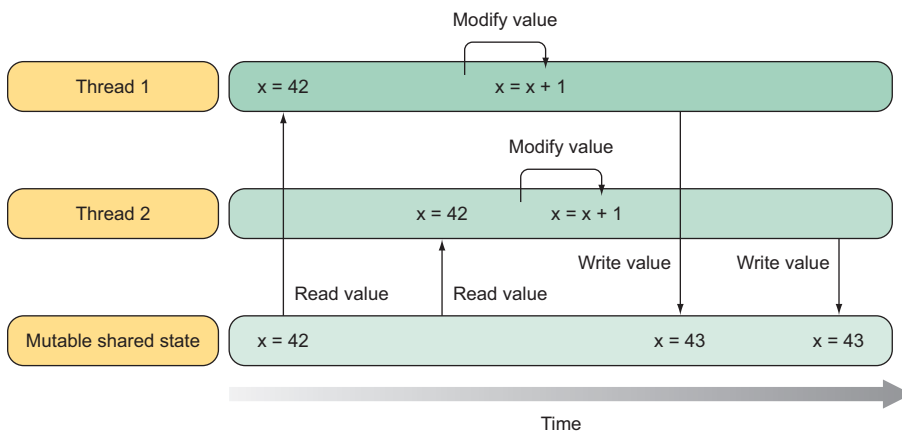 Modify value
Thread 1
x = 42
x = x + 1
Modify value
Thread 2
x = 42
x = x + 1
Write value
Write value
Read value
Read value
Mutable shared state
x = 42
x = 43
x = 43
Time